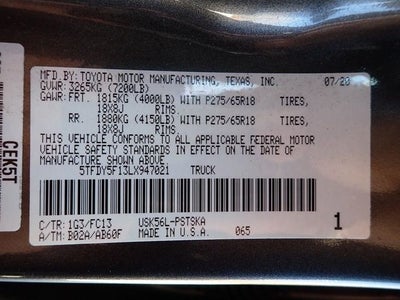 MFD.BY:TOYOTA MOTOR MANUFACTURING, TEXAS, INC. 07/20
GVWR:3265KG (7200LB)
GAWR:FRT. 1815KG (4000LB) WITH P275/65R18 TIRES,
18X8J RIMS.
RR. 1880KG (4150LB) WITH P275/65R18 TIRES,
18X8J RIMS.
THIS VEHICLE CONFORMS TO ALL APPLICABLE FEDERAL MOTOR
VEHICLE SAFETY STANDARDS IN EFFECT ON THE DATE OF
MANUFACTURE SHOWN ABOVE
5TFDY5F13LX947021 TRUCK
C/TR: 1G3/FC13 USK56L-PSTSKA 1
A/TM: B02A/AB60F MADE IN U.S.A. 065
CEK5T